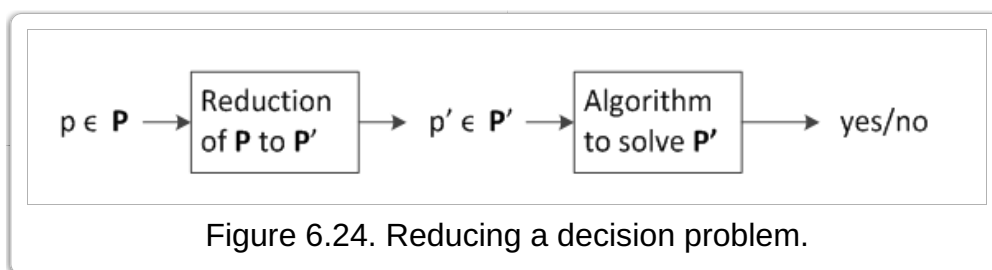 p ϵ P
Reduction
of P to P′
p′ ϵ P′
Algorithm
to solve P′
yes/no
Figure 6.24. Reducing a decision problem.